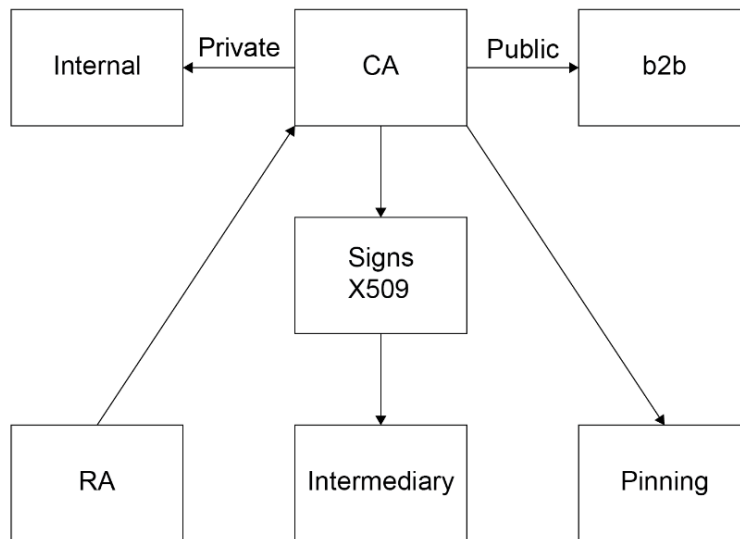 Internal
Private
CA
Public
b2b
Signs
X509
RA
Intermediary
Pinning